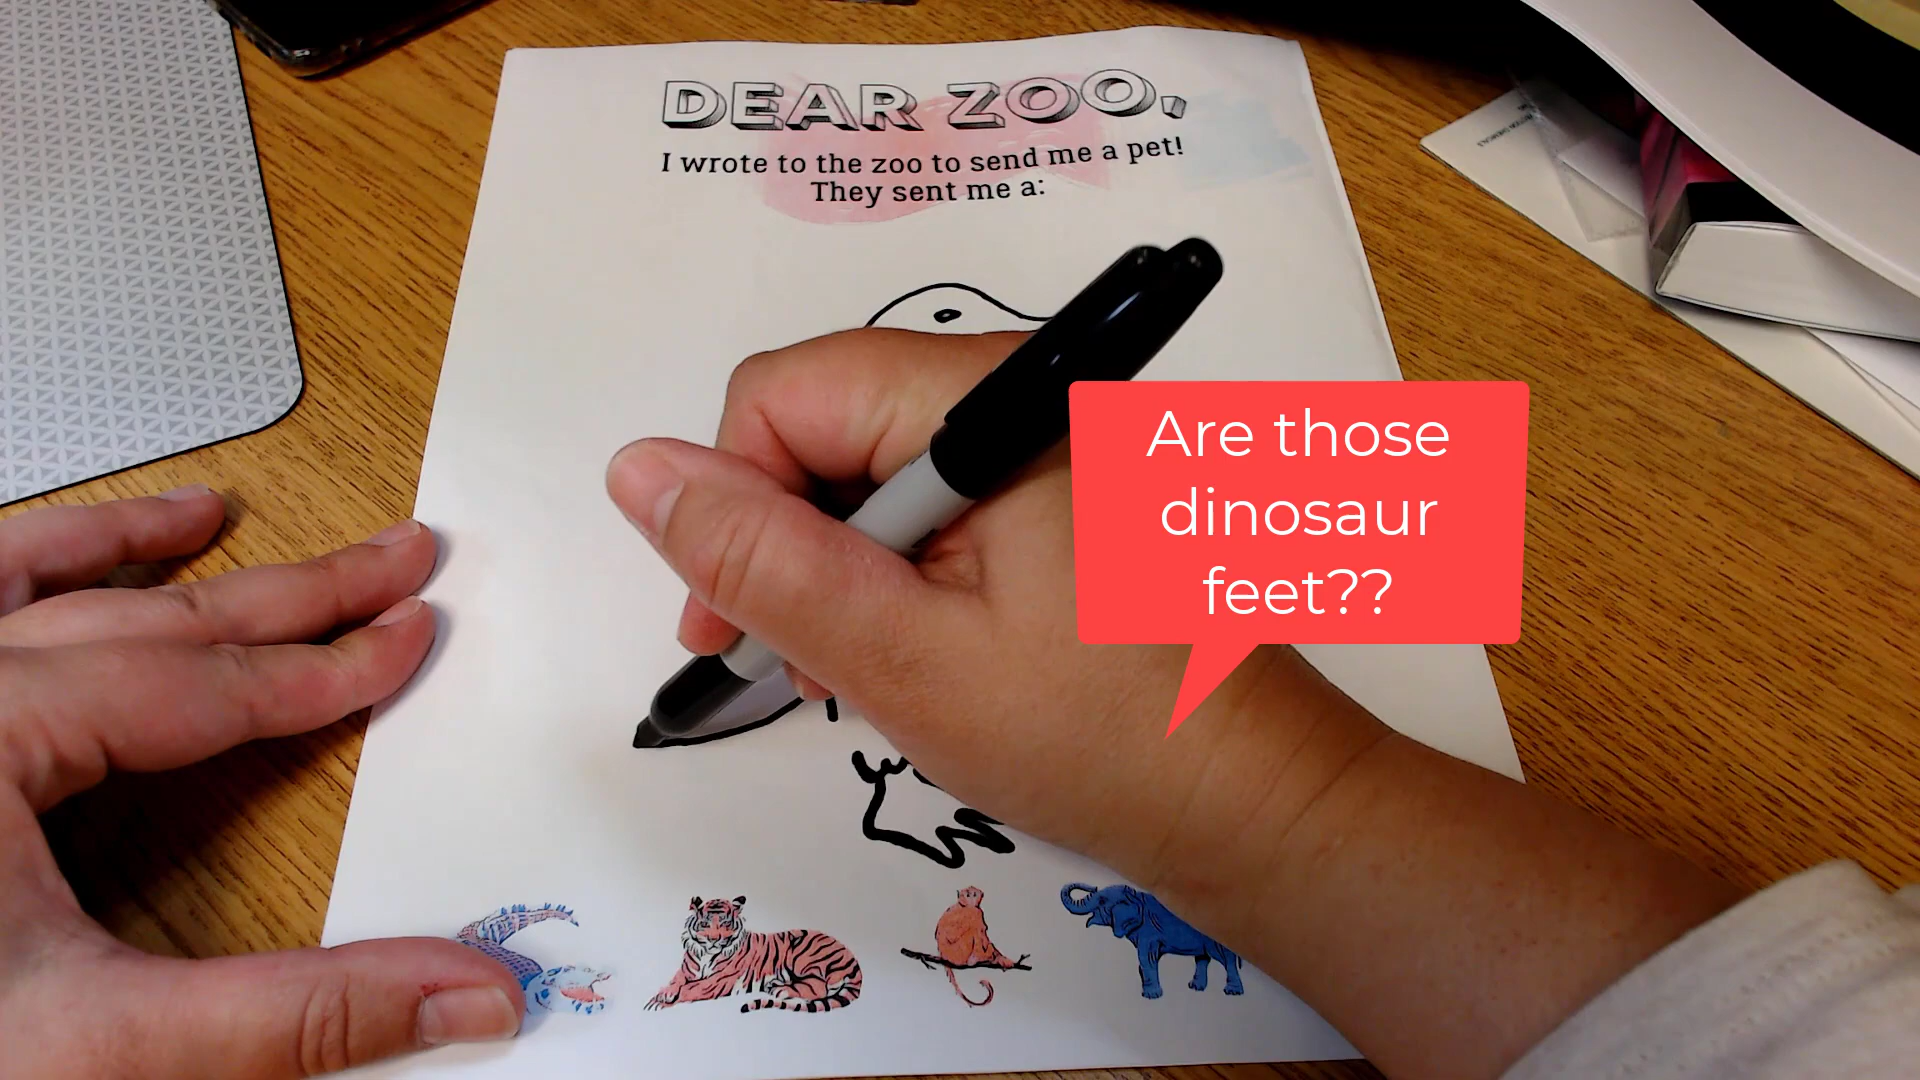 DEAR ZOO,
I wrote to the zoo to send me a pet!
They sent me a:
Are those
dinosaur
feet??